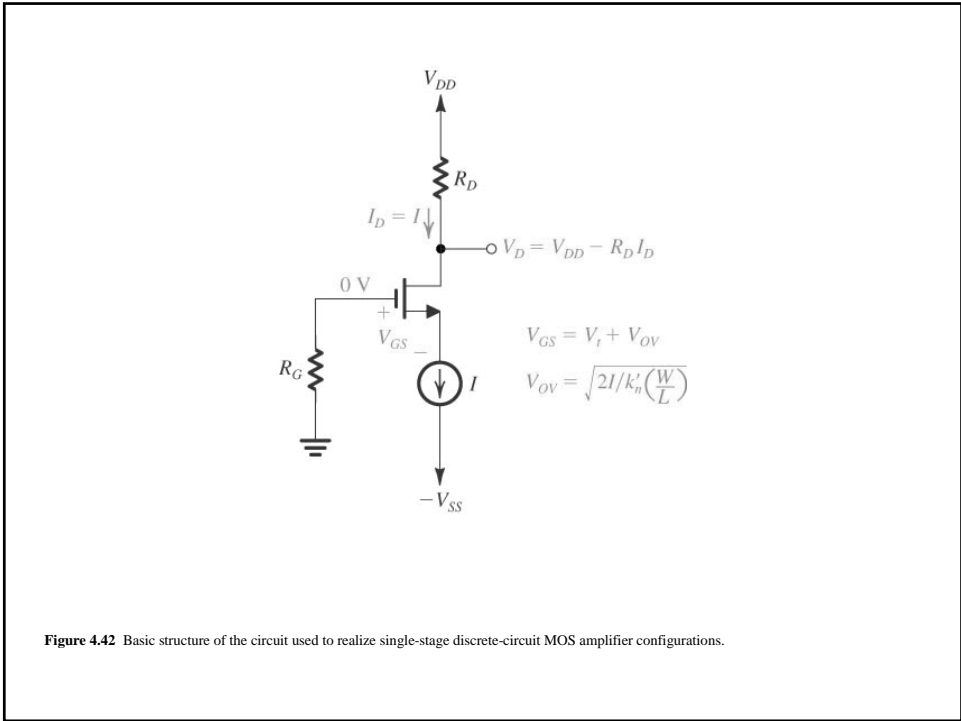 V_DD
R_D
I_D = I
V_D = V_DD − R_D I_D
0 V
+
V_GS
−
V_GS = V_t + V_OV
R_G
I
V_OV = √2I/k′_n(W/L)
−V_SS
Figure 4.42 Basic structure of the circuit used to realize single-stage discrete-circuit MOS amplifier configurations.